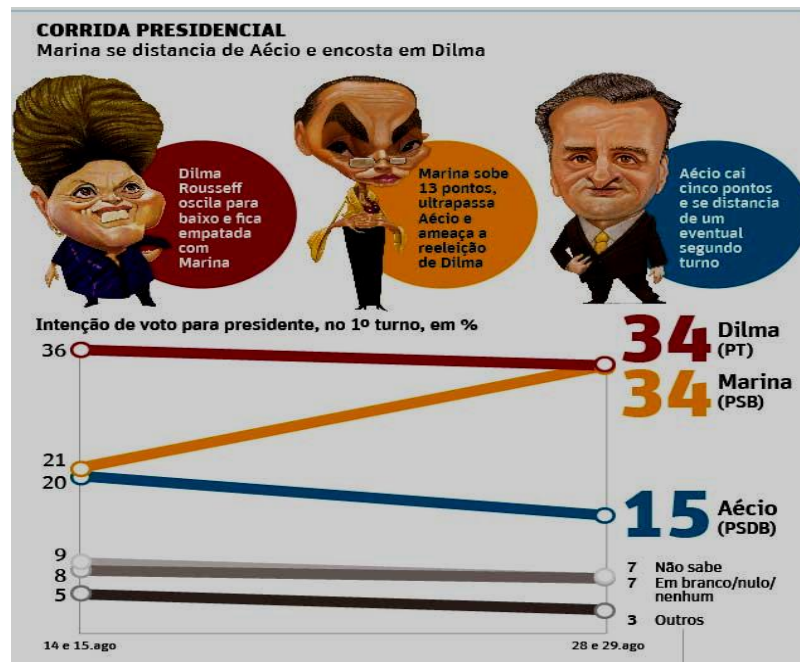 CORRIDA PRESIDENCIAL
Marina se distancia de Aécio e encosta em Dilma
Dilma
Rousseff
oscila para
baixo e fica
empatada
com
Marina
Marina sobe
13 pontos,
ultrapassa
Aécio e
ameaça a
reeleição
de Dilma
Aécio cai
cinco pontos
e se distancia
de um
eventual
segundo
turno
Intenção de voto para presidente, no 1º turno, em %
36
21
20
9
8
5
34 Dilma
(PT)
34 Marina
(PSB)
15 Aécio
(PSDB)
7 Não sabe
7 Em branco/nulo/
nenhum
3 Outros
14 e 15.ago
28 e 29.ago